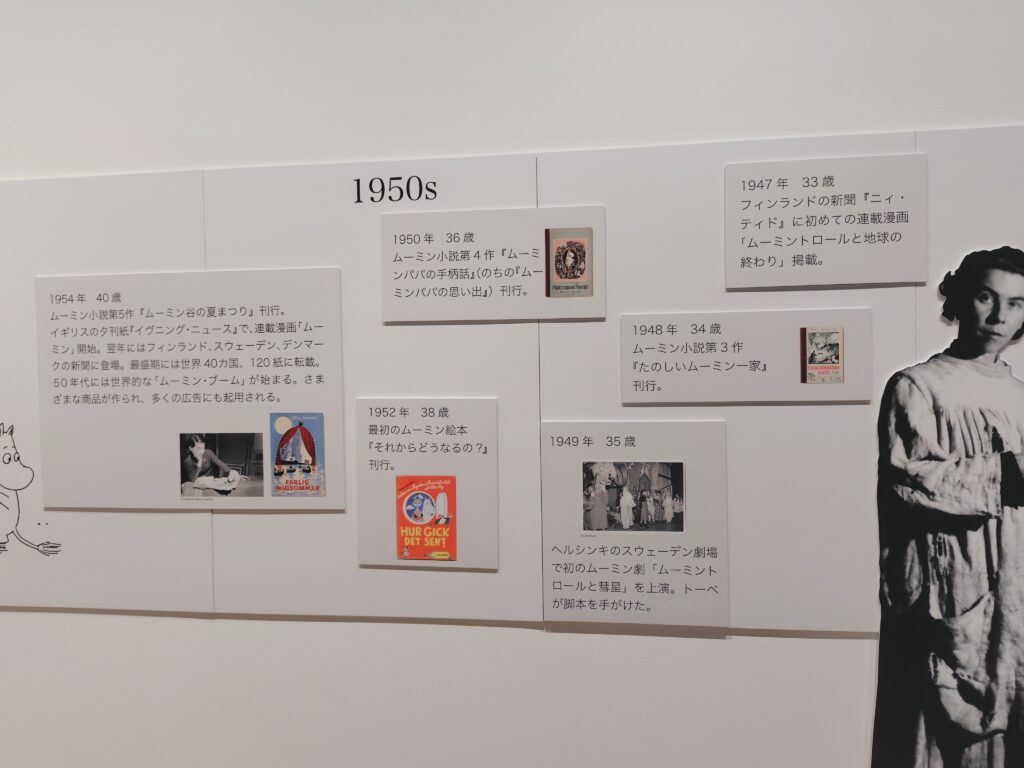 1947年 33歳
フィンランドの新聞『ニィ・
ティド』に初めての連載漫画
「ムーミントロールと地球の
終わり」掲載。
1948年 34歳
ムーミン小説第3作
『たのしいムーミン一家』
刊行。
1949年 35歳
ヘルシンキのスウェーデン劇場
で初のムーミン劇「ムーミント
ロールと彗星」を上演。トーベ
が脚本を手がけた。
1950s
1950年 36歳
ムーミン小説第4作『ムーミ
ンパパの手柄話』(のちの『ムー
ミンパパの思い出』) 刊行。
1952年 38歳
最初のムーミン絵本
『それからどうなるの?』
刊行。
HUR GICK
DET SEN?
1954年 40歳
ムーミン小説第5作『ムーミン谷の夏まつり』刊行。
イギリスの夕刊紙『イヴニング・ニュース』で、連載漫画「ムー
ミン」開始。翌年にはフィンランド、スウェーデン、デンマー
クの新聞に登場。最盛期には世界40カ国、120紙に転載。
50年代には世界的な「ムーミン・ブーム」が始まる。さま
ざまな商品が作られ、多くの広告にも起用される。
FARLIG
MIDSOMMAR